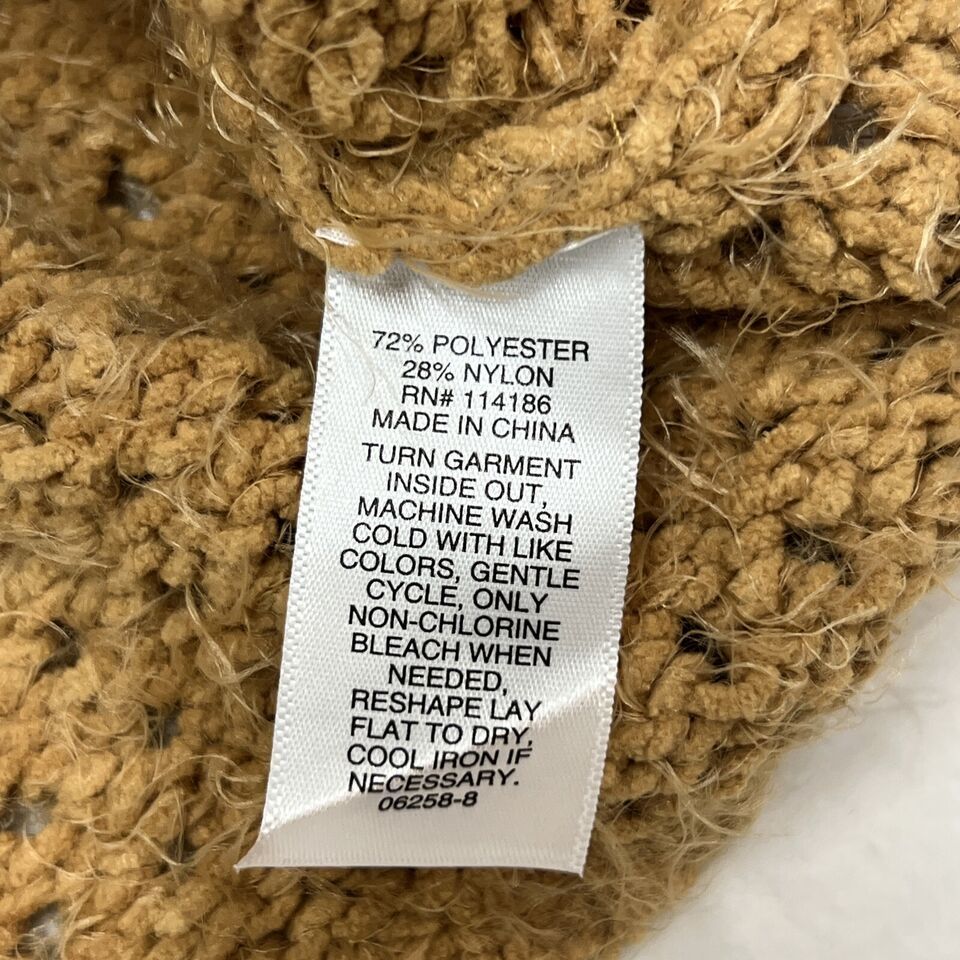 72% POLYESTER
28% NYLON
RN# 114186
MADE IN CHINA
TURN GARMENT
INSIDE OUT,
MACHINE WASH
COLD WITH LIKE
COLORS, GENTLE
CYCLE, ONLY
NON-CHLORINE
BLEACH WHEN
NEEDED,
RESHAPE LAY
FLAT TO DRY,
COOL IRON IF
NECESSARY.
06258-8